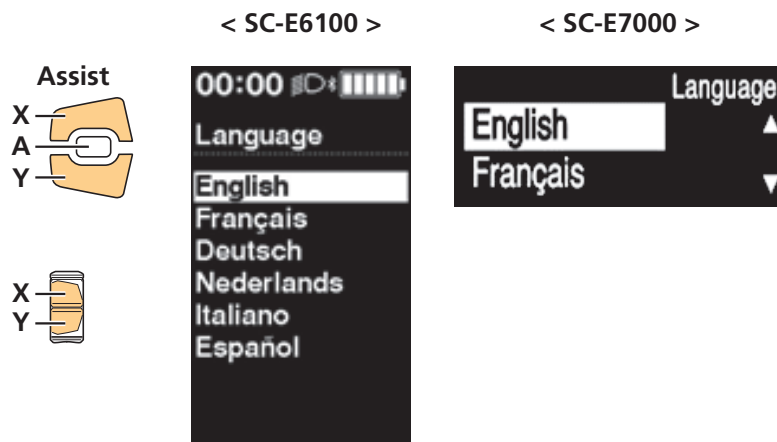 < SC-E6100 >
< SC-E7000 >
Assist
X
A
Y
X
Y
00:00
Language
English
Français
Deutsch
Nederlands
Italiano
Español
Language
English
Français